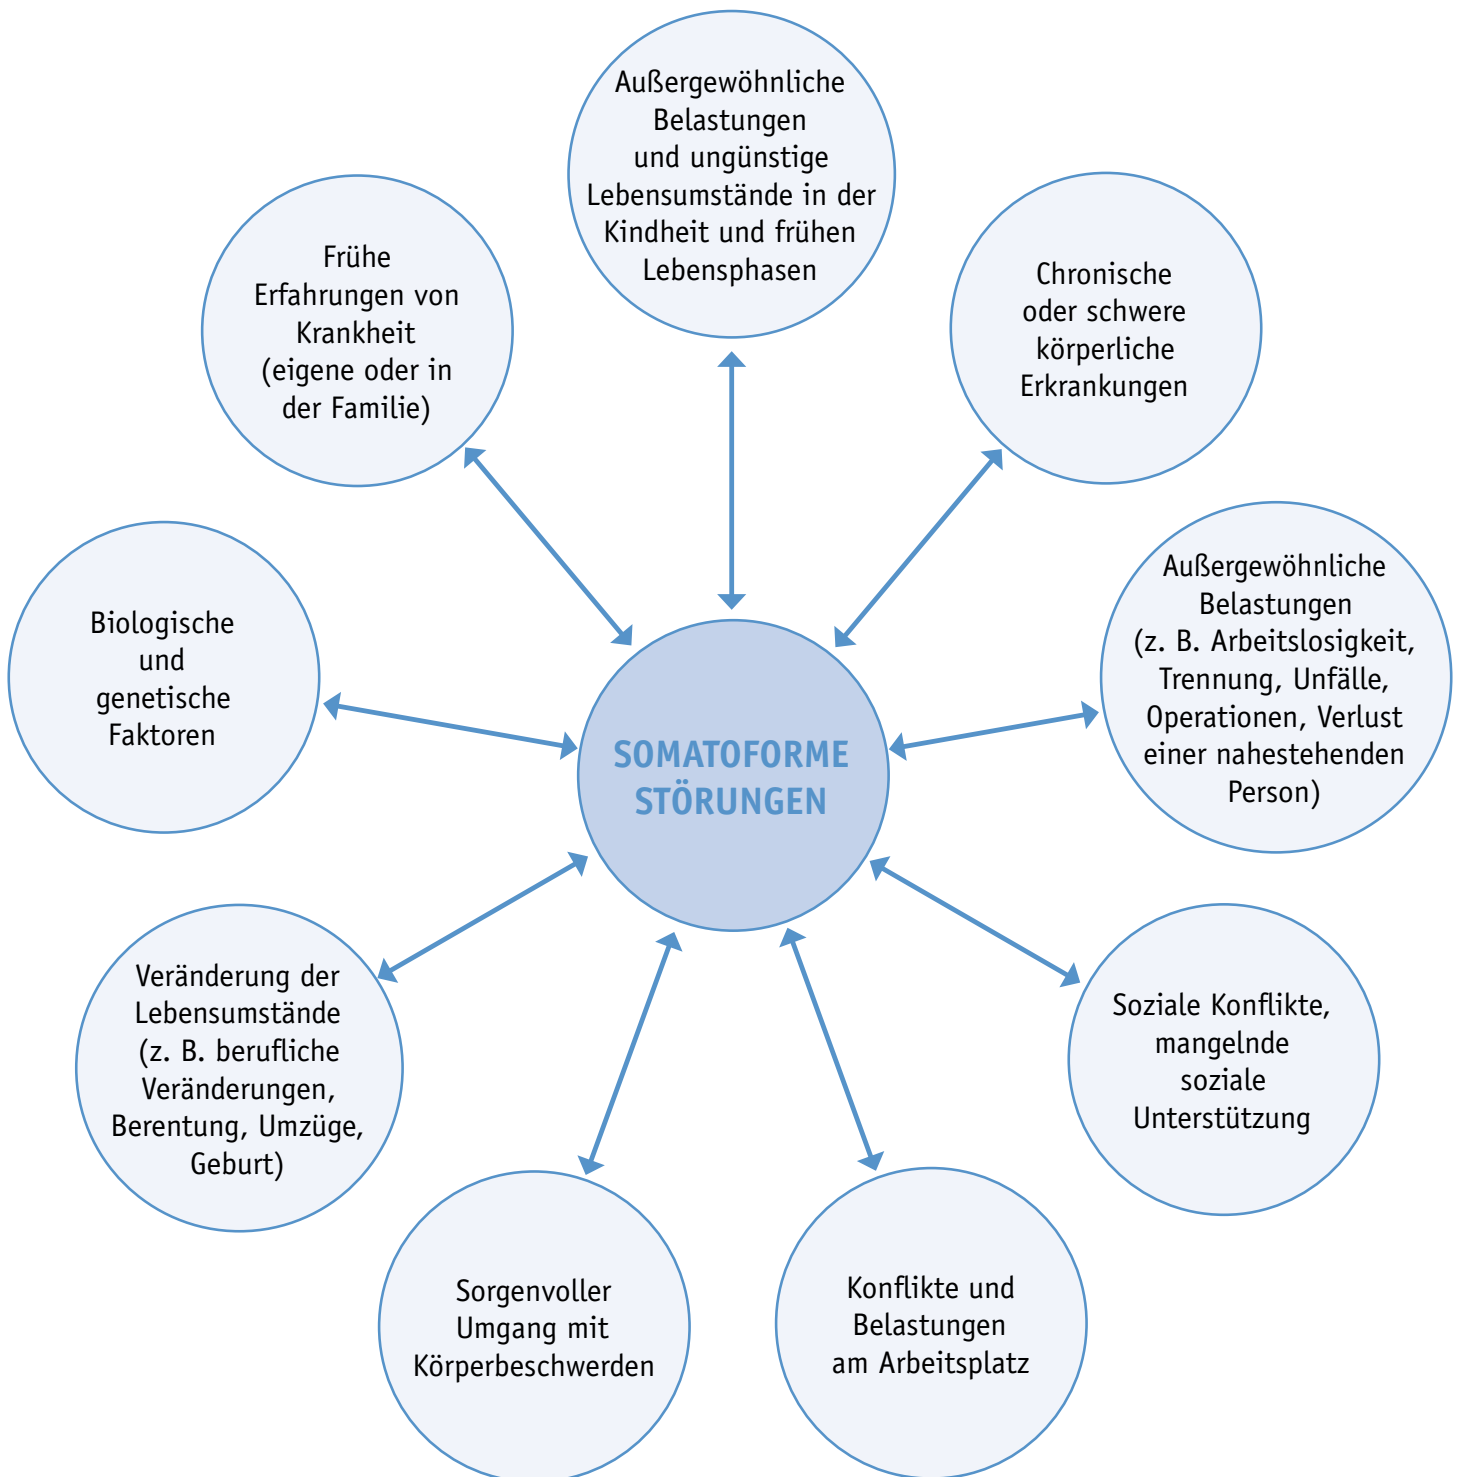 Außergewöhnliche
Belastungen
und ungünstige
Lebensumstände in der
Kindheit und frühen
Lebensphasen
Frühe
Erfahrungen von
Krankheit
(eigene oder in
der Familie)
Chronische
oder schwere
körperliche
Erkrankungen
Biologische
und
genetische
Faktoren
Außergewöhnliche
Belastungen
(z. B. Arbeitslosigkeit,
Trennung, Unfälle,
Operationen, Verlust
einer nahestehenden
Person)
SOMATOFORME
STÖRUNGEN
Veränderung der
Lebensumstände
(z. B. berufliche
Veränderungen,
Berentung, Umzüge,
Geburt)
Soziale Konflikte,
mangelnde
soziale
Unterstützung
Sorgenvoller
Umgang mit
Körperbeschwerden
Konflikte und
Belastungen
am Arbeitsplatz